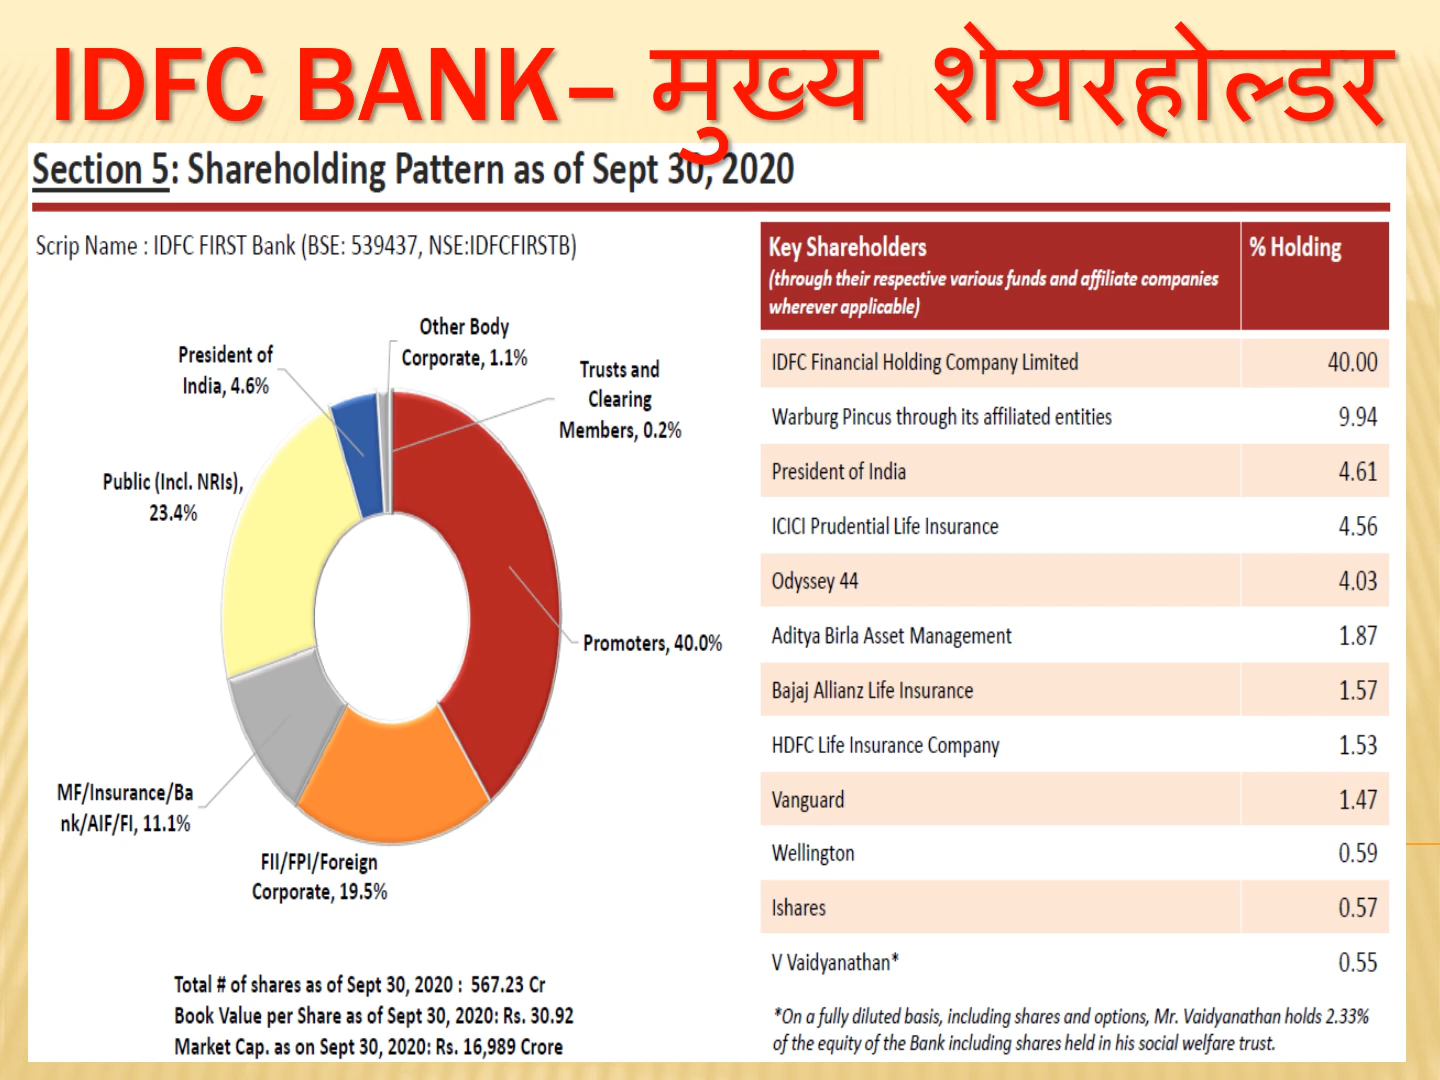 IDFC BANK– मुख्य शेयरहोल्डर
Section 5: Shareholding Pattern as of Sept 30, 2020
Scrip Name : IDFC FIRST Bank (BSE: 539437, NSE:IDFCFIRSTB)
Other Body
Corporate, 1.1%
President of
India, 4.6%
Trusts and
Clearing
Members, 0.2%
Public (Incl. NRIs),
23.4%
Promoters, 40.0%
MF/Insurance/Ba
nk/AIF/FI, 11.1%
FII/FPI/Foreign
Corporate, 19.5%
Total # of shares as of Sept 30, 2020 : 567.23 Cr
Book Value per Share as of Sept 30, 2020: Rs. 30.92
Market Cap. as on Sept 30, 2020: Rs. 16,989 Crore
Key Shareholders % Holding
(through their respective various funds and affiliate companies
wherever applicable)
IDFC Financial Holding Company Limited 40.00
Warburg Pincus through its affiliated entities 9.94
President of India 4.61
ICICI Prudential Life Insurance 4.56
Odyssey 44 4.03
Aditya Birla Asset Management 1.87
Bajaj Allianz Life Insurance 1.57
HDFC Life Insurance Company 1.53
Vanguard 1.47
Wellington 0.59
Ishares 0.57
V Vaidyanathan* 0.55
*On a fully diluted basis, including shares and options, Mr. Vaidyanathan holds 2.33%
of the equity of the Bank including shares held in his social welfare trust.